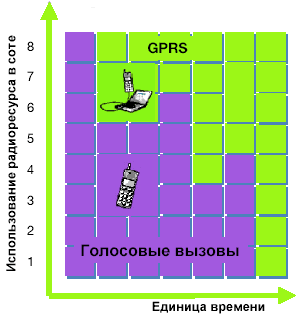 Использование радиоресурса в соте
8
GPRS
7
6
5
4
3
2
1
Голосовые вызовы
Единица времени